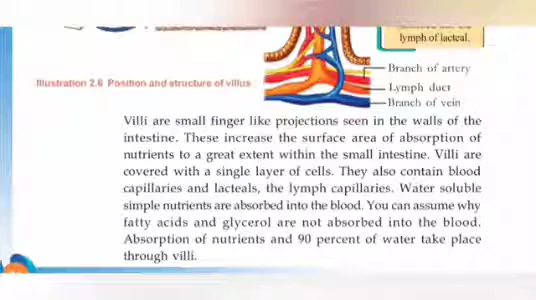 lymph of lacteal.
Branch of artery
Illustration 2.6 Position and structure of villus
Lymph duct
Branch of vein
Villi are small finger like projections seen in the walls of the
intestine. These increase the surface area of absorption of
nutrients to a great extent within the small intestine. Villi are
covered with a single layer of cells. They also contain blood
capillaries and lacteals, the lymph capillaries. Water soluble
simple nutrients are absorbed into the blood. You can assume why
fatty acids and glycerol are not absorbed into the blood.
Absorption of nutrients and 90 percent of water take place
through villi.